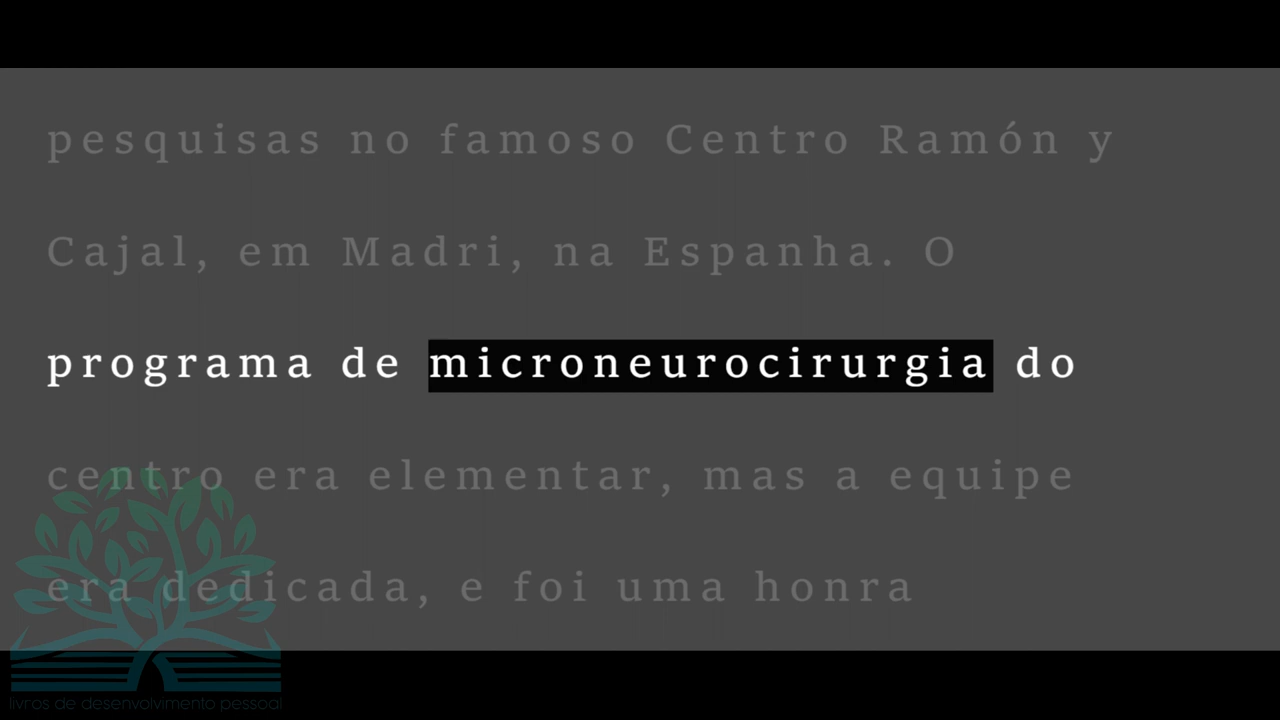 pesquisas no famoso Centro Ramón y
Cajal, em Madri, na Espanha. O
programa de microneurocirurgia do
centro era elementar, mas a equipe
era dedicada, e foi uma honra
livros de desenvolvimento pessoal